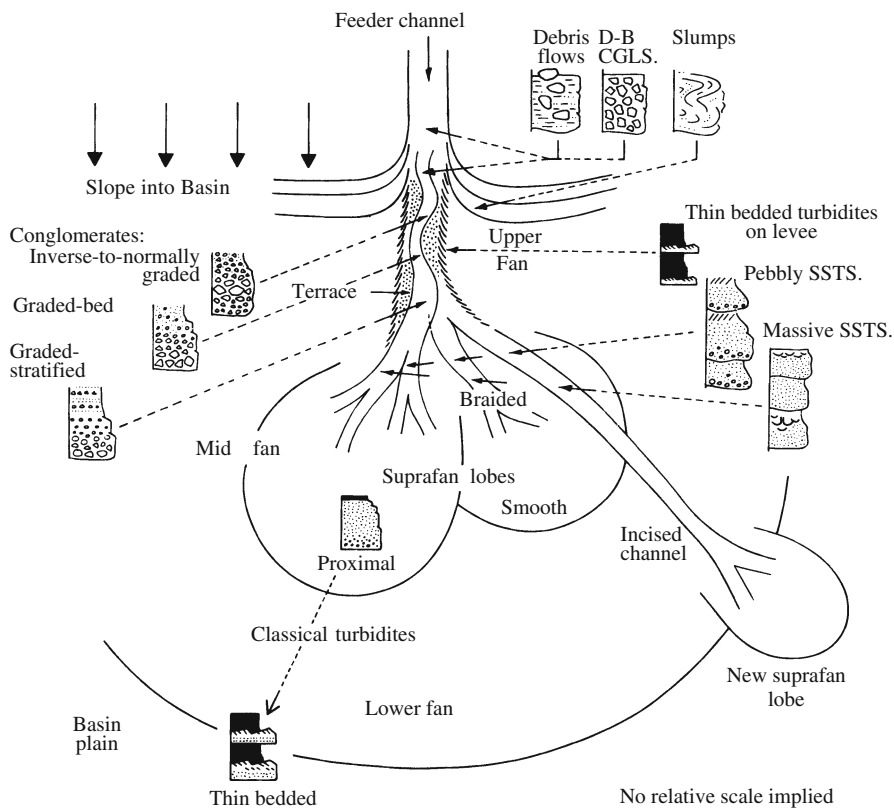 Feeder channel
Debris
flows
D-B
CGLS.
Slumps
Slope into Basin
Conglomerates:
Inverse-to-normally
graded
Graded-bed
Graded-
stratified
Terrace
Upper
Fan
Thin bedded turbidites
on levee
Pebbly SSTS.
Massive SSTS.
Braided
Mid fan
Suprafan lobes
Smooth
Proximal
Incised
channel
Classical turbidites
New suprafan
lobe
Lower fan
Basin
plain
Thin bedded
No relative scale implied